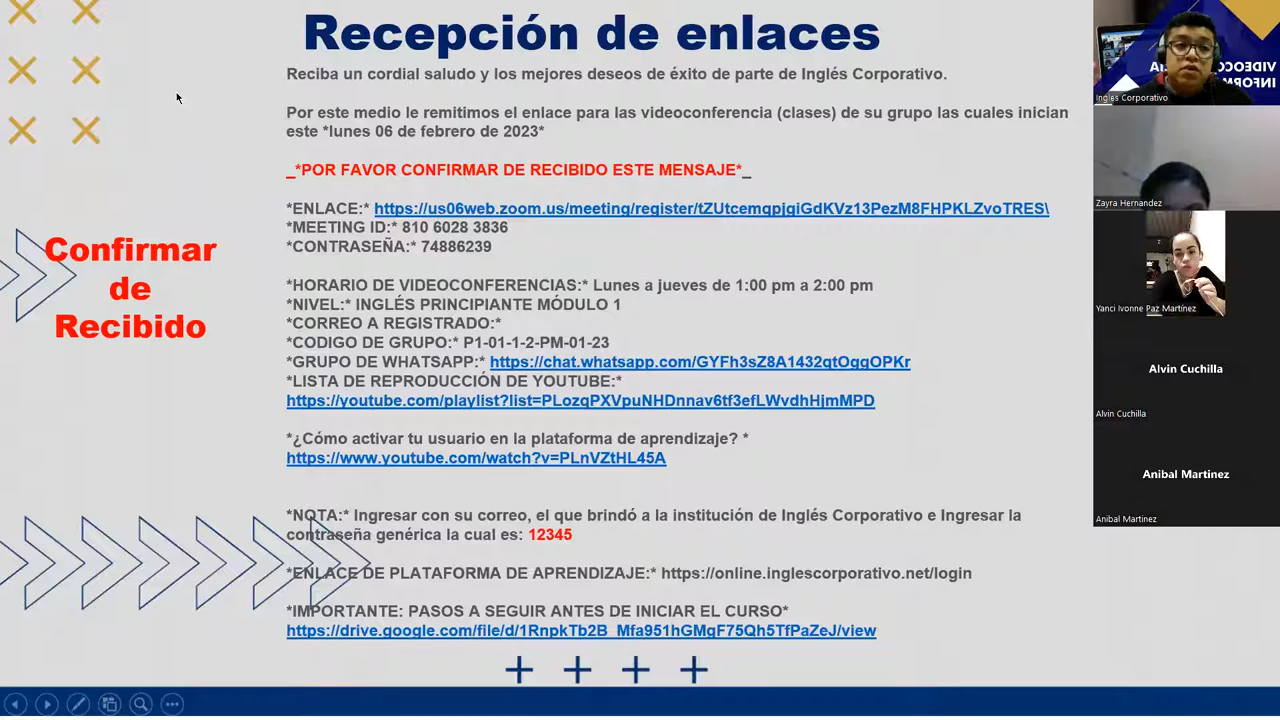 Recepción de enlaces
Reciba un cordial saludo y los mejores deseos de éxito de parte de Inglés Corporativo.
Por este medio le remitimos el enlace para las videoconferencia (clases) de su grupo las cuales inician
este *lunes 06 de febrero de 2023*
_*POR FAVOR CONFIRMAR DE RECIBIDO ESTE MENSAJE*_
*ENLACE:* https://us06web.zoom.us/meeting/register/tZUtcemqpjgiGdKVz13PezM8FHPKLZvoTRES\
*MEETING ID:* 810 6028 3836
*CONTRASEÑA:* 74886239
*HORARIO DE VIDEOCONFERENCIAS:* Lunes a jueves de 1:00 pm a 2:00 pm
*NIVEL:* INGLÉS PRINCIPIANTE MÓDULO 1
*CORREO A REGISTRADO:*
*CODIGO DE GRUPO:* P1-01-1-2-PM-01-23
*GRUPO DE WHATSAPP:* https://chat.whatsapp.com/GYFh3sZ8A1432qtOgqOPKr
*LISTA DE REPRODUCCIÓN DE YOUTUBE:*
https://youtube.com/playlist?list=PLozqPXVpuNHDnnav6tf3efLWvdhHjmMPD
*¿Cómo activar tu usuario en la plataforma de aprendizaje? *
https://www.youtube.com/watch?v=PLnVZtHL45A
*NOTA:* Ingresar con su correo, el que brindó a la institución de Inglés Corporativo e Ingresar la
contraseña genérica la cual es: 12345
*ENLACE DE PLATAFORMA DE APRENDIZAJE:* https://online.inglescorporativo.net/login
*IMPORTANTE: PASOS A SEGUIR ANTES DE INICIAR EL CURSO*
https://drive.google.com/file/d/1RnpkTb2B_Mfa951hGMqF75Qh5TfPaZeJ/view
Confirmar
de
Recibido
VIDEOCO
INFORM
Ingles Corporativo
Zayra Hernandez
Yanci Ivonne Paz Martínez
Alvin Cuchilla
Alvin Cuchilla
Anibal Martinez
Anibal Martinez